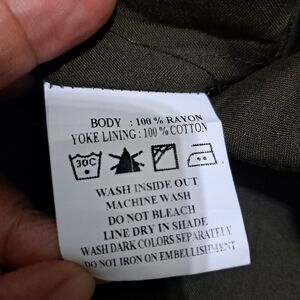 BODY : 100 % RAYON
YOKE LINING : 100 % COTTON
30C
WASH INSIDE OUT
MACHINE WASH
DO NOT BLEACH
LINE DRY IN SHADE
WASH DARK COLORS SEPARATELY
DO NOT IRON ON EMBELLISHMENT